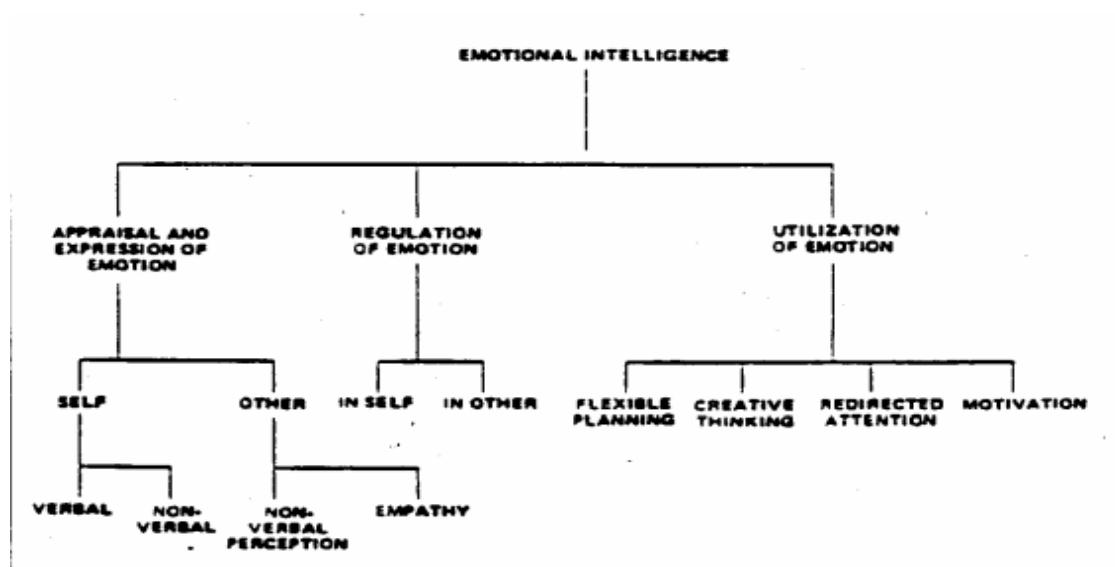 EMOTIONAL INTELLIGENCE
APPRAISAL AND
EXPRESSION OF
EMOTION
REGULATION
OF EMOTION
UTILIZATION
OF EMOTION
SELF
OTHER
IN SELF
IN OTHER
FLEXIBLE
PLANNING
CREATIVE
THINKING
REDIRECTED
ATTENTION
MOTIVATION
VERBAL
NON-
VERBAL
NON-
VERBAL
PERCEPTION
EMPATHY